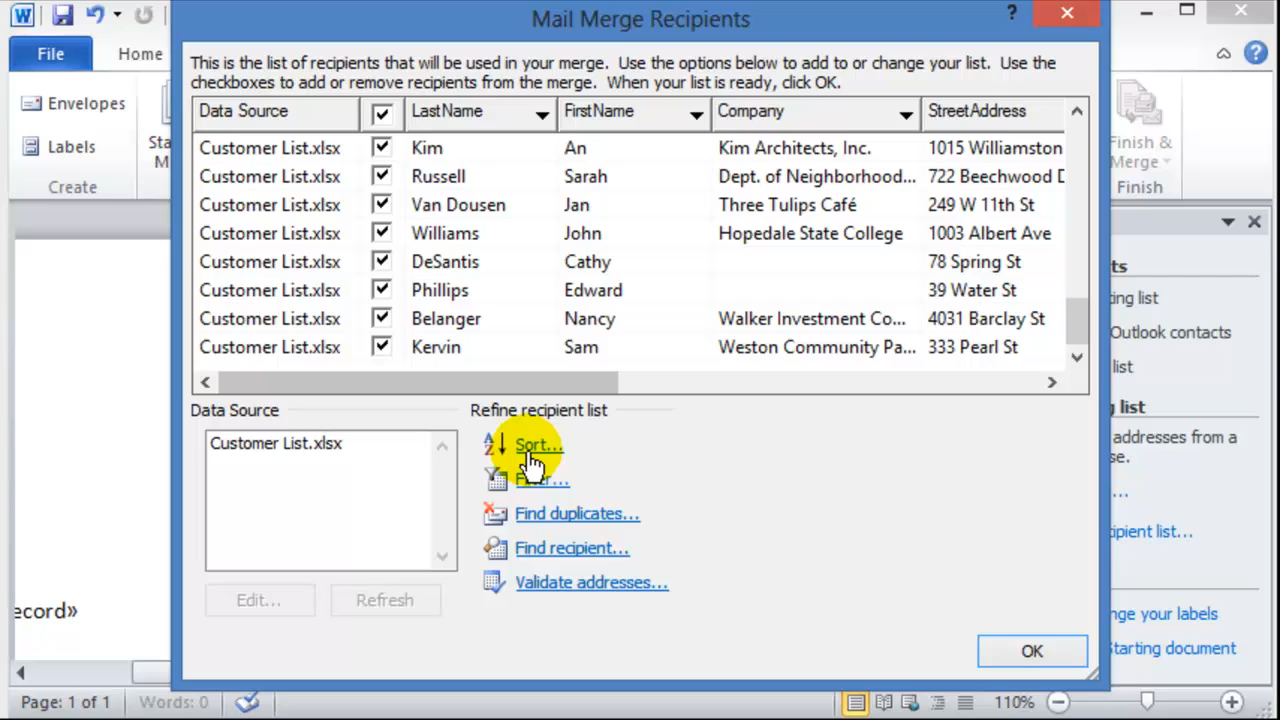 W
Mail Merge Recipients
?
File Home
This is the list of recipients that will be used in your merge. Use the options below to add to or change your list. Use the
checkboxes to add or remove recipients from the merge. When your list is ready, click OK.
Data Source LastName FirstName Company StreetAddress
Customer List.xlsx Kim An Kim Architects, Inc. 1015 Williamston
Customer List.xlsx Russell Sarah Dept. of Neighborhood... 722 Beechwood D
Customer List.xlsx Van Dousen Jan Three Tulips Café 249 W 11th St
Customer List.xlsx Williams John Hopedale State College 1003 Albert Ave
Customer List.xlsx DeSantis Cathy 78 Spring St
Customer List.xlsx Phillips Edward 39 Water St
Customer List.xlsx Belanger Nancy Walker Investment Co... 4031 Barclay St
Customer List.xlsx Kervin Sam Weston Community Pa... 333 Pearl St
Data Source
Customer List.xlsx
Edit... Refresh
Refine recipient list
A
Z
Sort...
Filter...
Find duplicates...
Find recipient...
Validate addresses...
OK
Envelopes
Labels
Create
Sta
M
Finish &
Merge
Finish
?
ts
ing list
Outlook contacts
list
g list
addresses from a
se.
...
ipient list...
nge your labels
Starting document
ecord»
Page: 1 of 1 Words: 0 110%